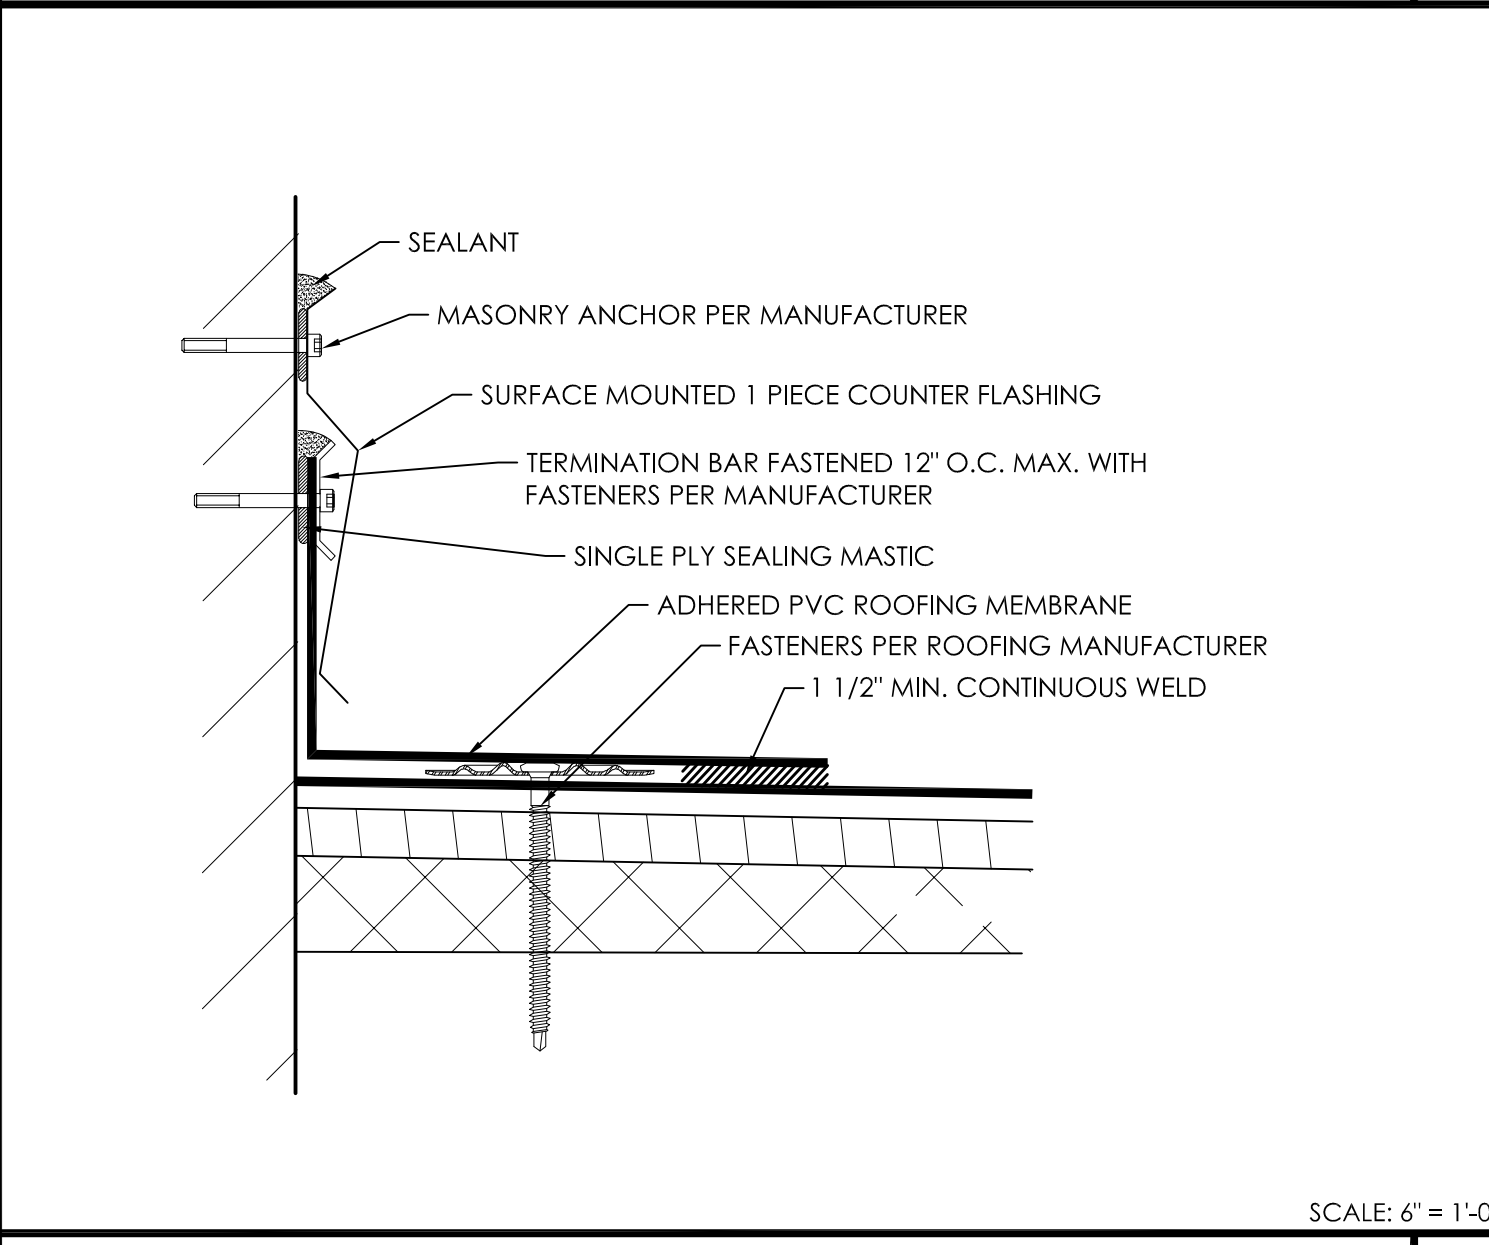 SEALANT
MASONRY ANCHOR PER MANUFACTURER
SURFACE MOUNTED 1 PIECE COUNTER FLASHING
TERMINATION BAR FASTENED 12" O.C. MAX. WITH
FASTENERS PER MANUFACTURER
SINGLE PLY SEALING MASTIC
ADHERED PVC ROOFING MEMBRANE
FASTENERS PER ROOFING MANUFACTURER
1 1/2" MIN. CONTINUOUS WELD
SCALE: 6" = 1'-0